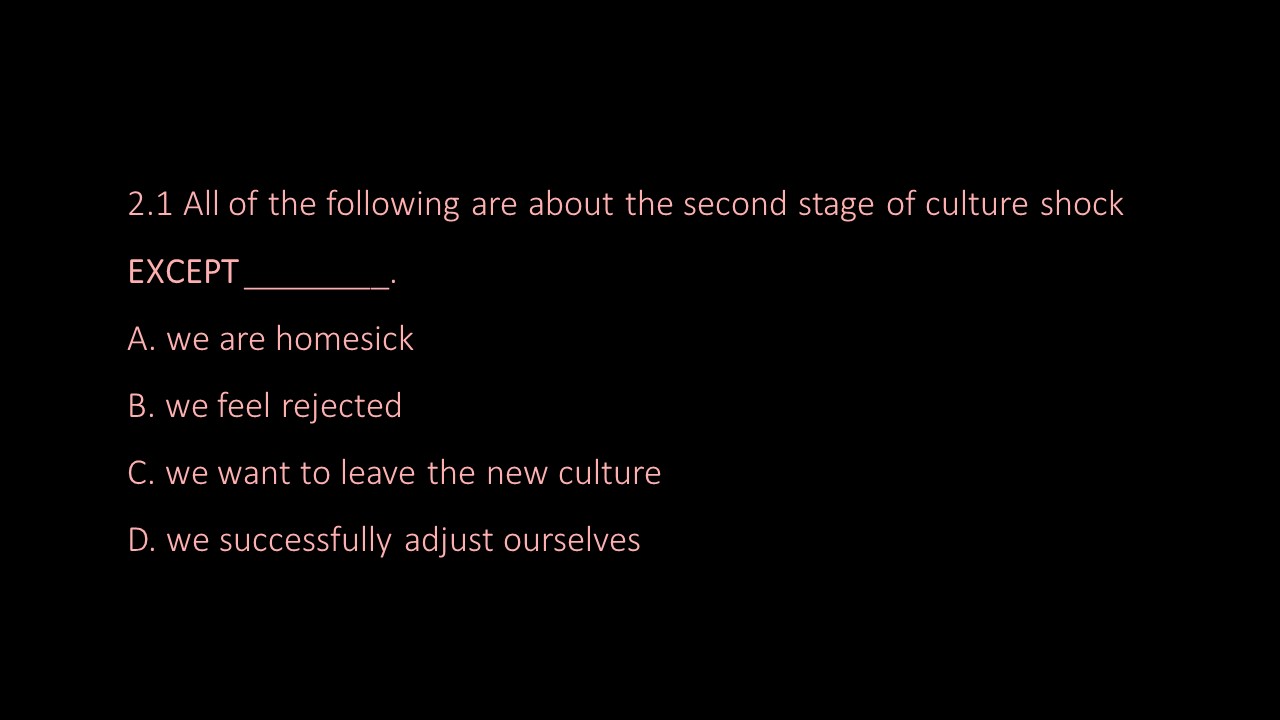 2.1 All of the following are about the second stage of culture shock
EXCEPT ________.
A. we are homesick
B. we feel rejected
C. we want to leave the new culture
D. we successfully adjust ourselves